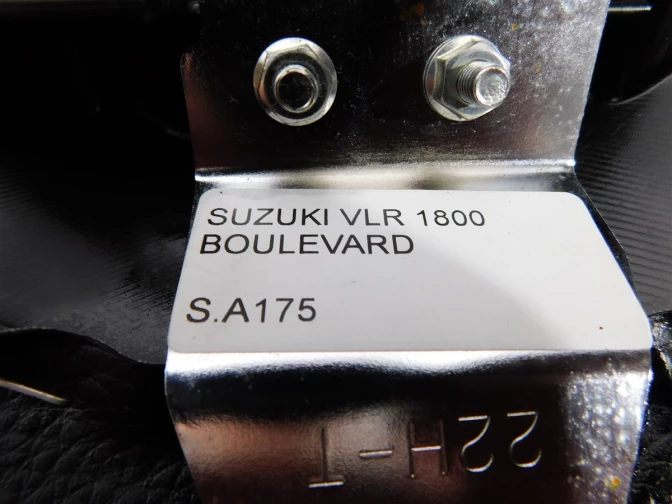 SUZUKI VLR 1800
BOULEVARD
S.A175
22H-T